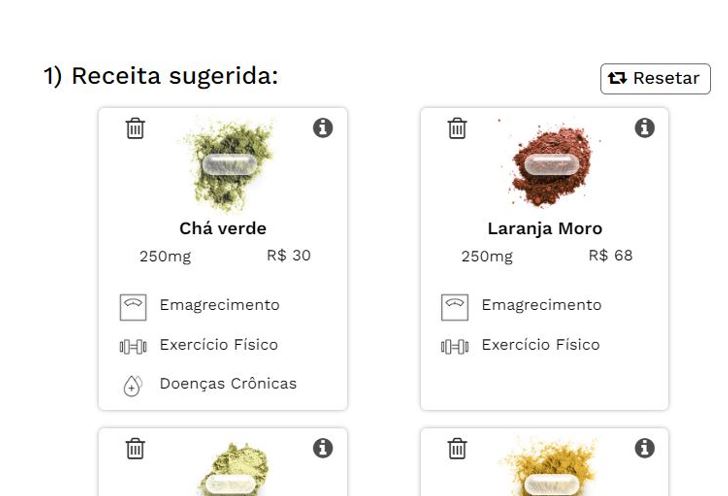 1) Receita sugerida:
Resetar
Chá verde
250mg R$ 30
Emagrecimento
Exercício Físico
Doenças Crônicas
Laranja Moro
250mg R$ 68
Emagrecimento
Exercício Físico